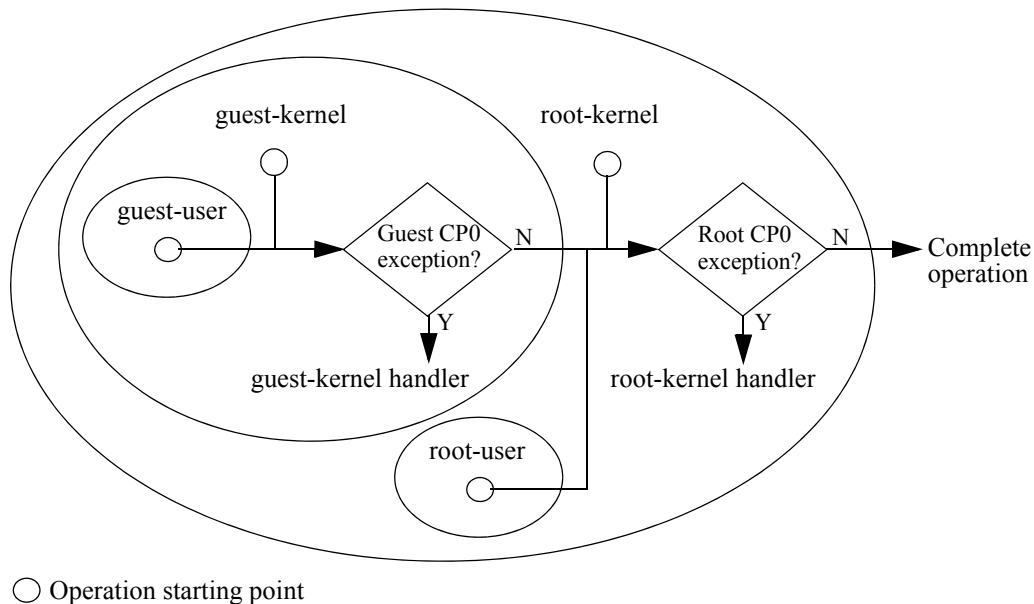 guest-kernel
root-kernel
guest-user
Guest CP0
exception?
N
Root CP0
exception?
N
Complete
operation
Y
Y
guest-kernel handler
root-kernel handler
root-user
Operation starting point